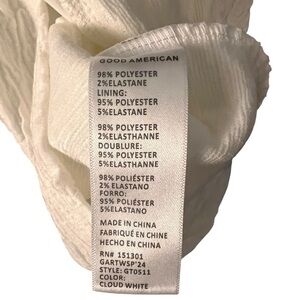 GOOD AMERICAN
98% POLYESTER
2%ELASTANE
LINING:
95% POLYESTER
5%ELASTANE
98% POLYESTER
2%ELASTHANNE
DOUBLURE:
95% POLYESTER
5%ELASTHANNE
98% POLIÉSTER
2% ELASTANO
FORRO:
95% POLIÉSTER
5%ELASTANO
MADE IN CHINA
FABRIQUÉ EN CHINE
HECHO EN CHINA
RN# 151301
GARTWSP'24
STYLE: GT0511
COLOR:
CLOUD WHITE